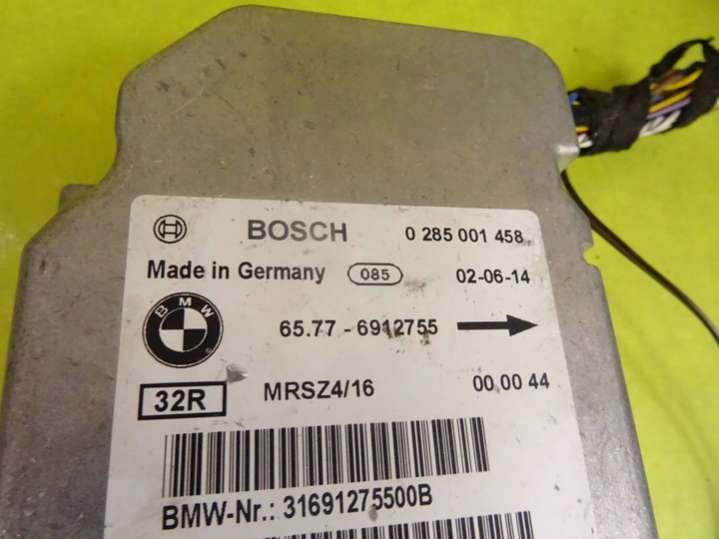 BOSCH 0 285 001 458
Made in Germany 085 02-06-14
BMW
65.77 - 6912755
32R MRSZ4/16 00 00 44
BMW-Nr.: 31691275500B